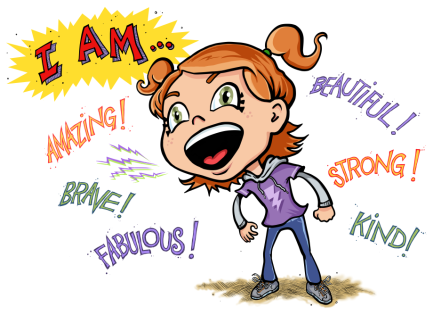 I AM...
AMAZING!
BRAVE!
FABULOUS!
BEAUTIFUL!
STRONG!
KIND!